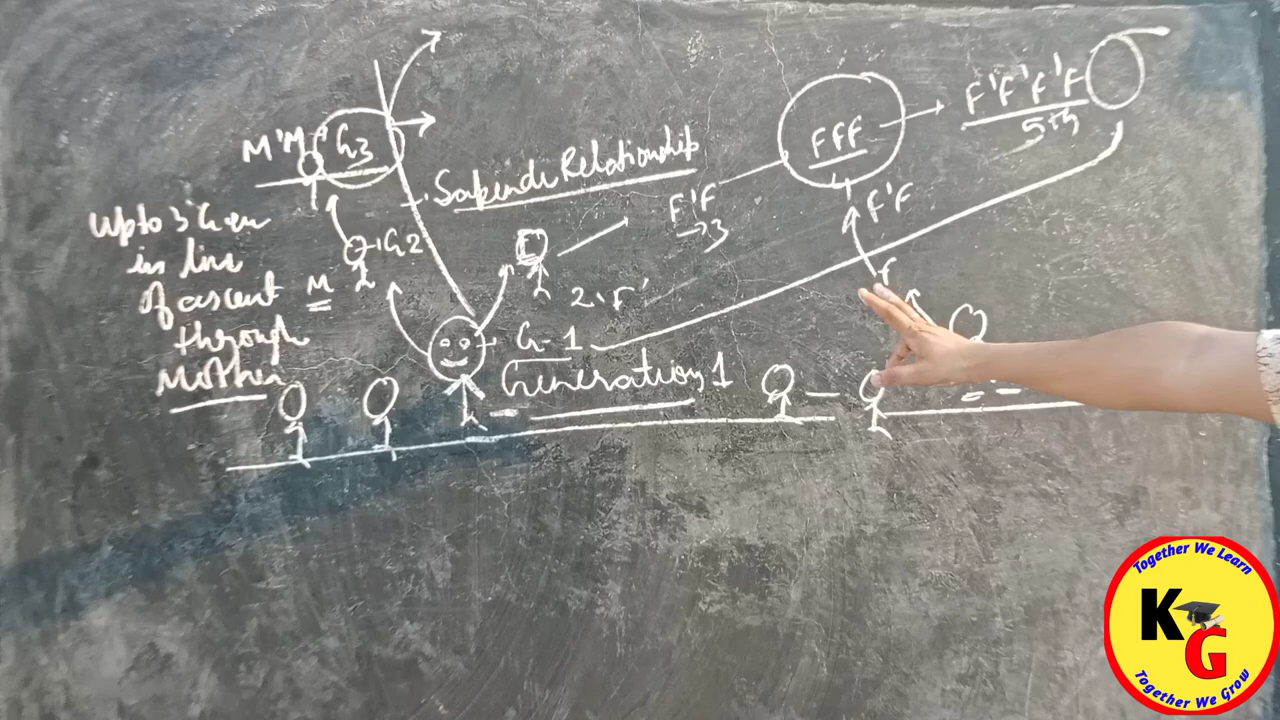 M'M
G3
Sapinda Relationship
Upto 3 Gen
in line
of ascent M
through
Mother
G2
2. F'
F'F
→3
FFF
F'F
F'F'F'F
5th
f
G-1
Generation 1
Together We Learn
KG
Together We Grow